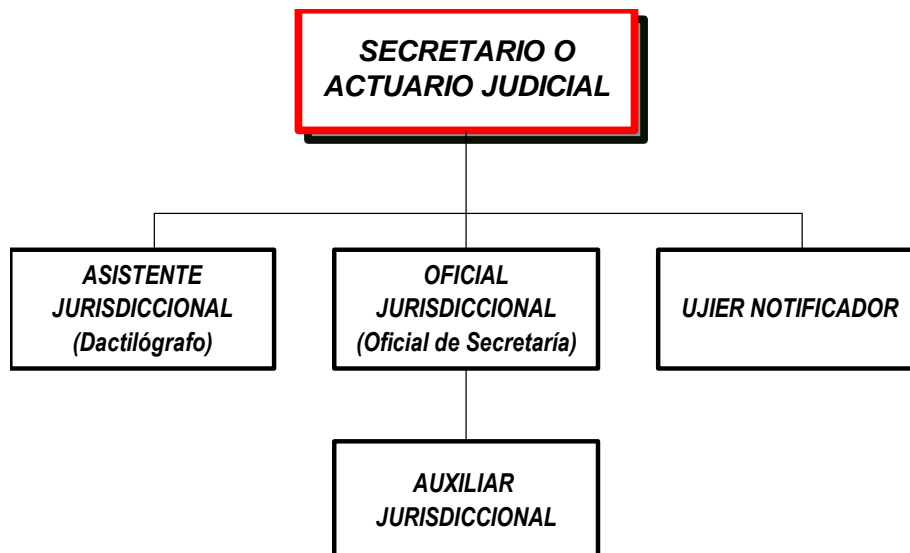 SECRETARIO O
ACTUARIO JUDICIAL
ASISTENTE
JURISDICCIONAL
(Dactilógrafo)
OFICIAL
JURISDICCIONAL
(Oficial de Secretaría)
UJIER NOTIFICADOR
AUXILIAR
JURISDICCIONAL